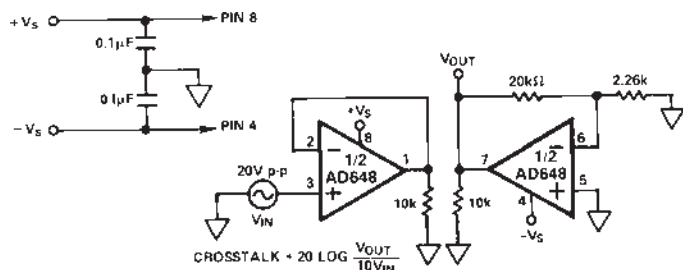 +VS
PIN 8
0.1µF
0.1µF
−VS
PIN 4
VOUT
20kΩ
2.26k
+VS
8
2
−
1/2
AD648
+
3
1
20V p-p
VIN
10k
7
10k
6
−
1/2
AD648
+
5
4
−VS
CROSSTALK = 20 LOG VOUT
10VIN